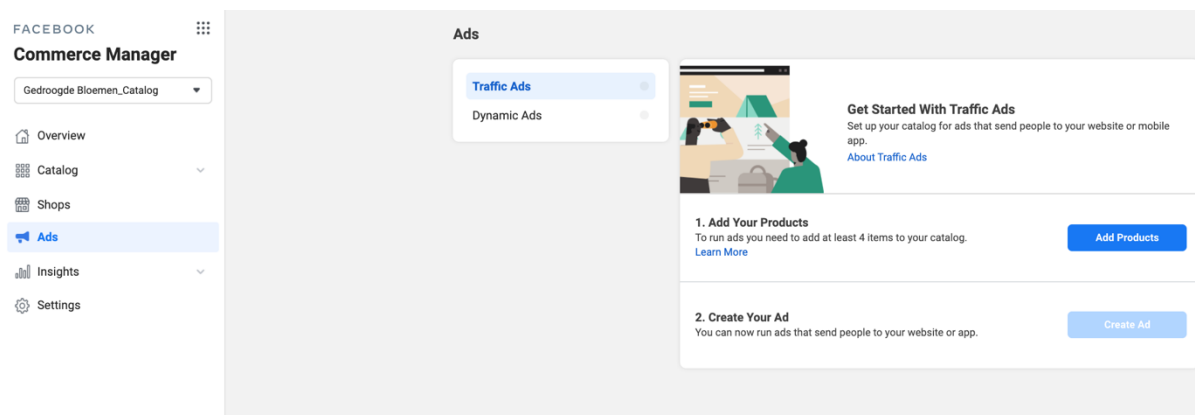 FACEBOOK
Commerce Manager
Gedroogde Bloemen_Catalog
Overview
Catalog
Shops
Ads
Insights
Settings
Ads
Traffic Ads
Dynamic Ads
Get Started With Traffic Ads
Set up your catalog for ads that send people to your website or mobile
app.
About Traffic Ads
1. Add Your Products
To run ads you need to add at least 4 items to your catalog.
Learn More
Add Products
2. Create Your Ad
You can now run ads that send people to your website or app.
Create Ad